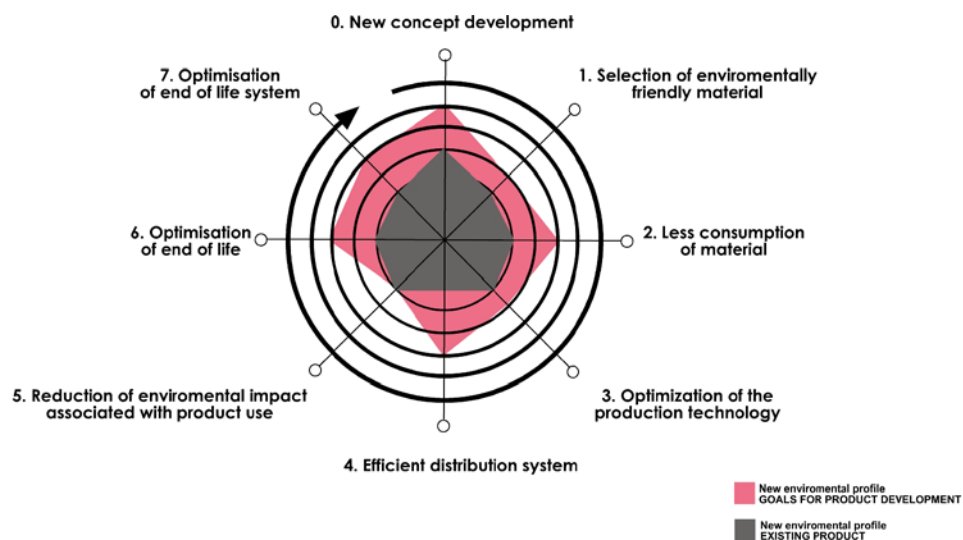 0. New concept development
1. Selection of enviromentally
friendly material
2. Less consumption
of material
3. Optimization of the
production technology
4. Efficient distribution system
5. Reduction of enviromental impact
associated with product use
6. Optimisation
of end of life
7. Optimisation
of end of life system
New enviromental profile
GOALS FOR PRODUCT DEVELOPMENT
New enviromental profile
EXISTING PRODUCT